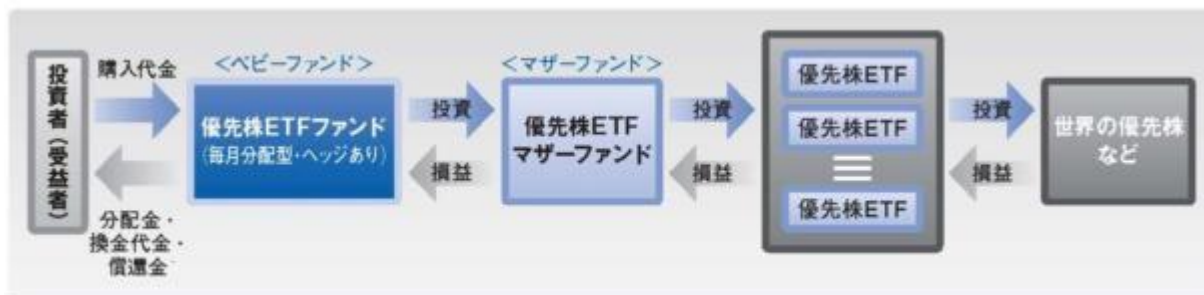 投資者(受益者)
購入代金
分配金・
換金代金・
償還金
<ベビーファンド>
優先株ETFファンド
(毎月分配型・ヘッジあり)
投資
損益
<マザーファンド>
優先株ETF
マザーファンド
投資
損益
優先株ETF
優先株ETF
優先株ETF
投資
損益
世界の優先株
など